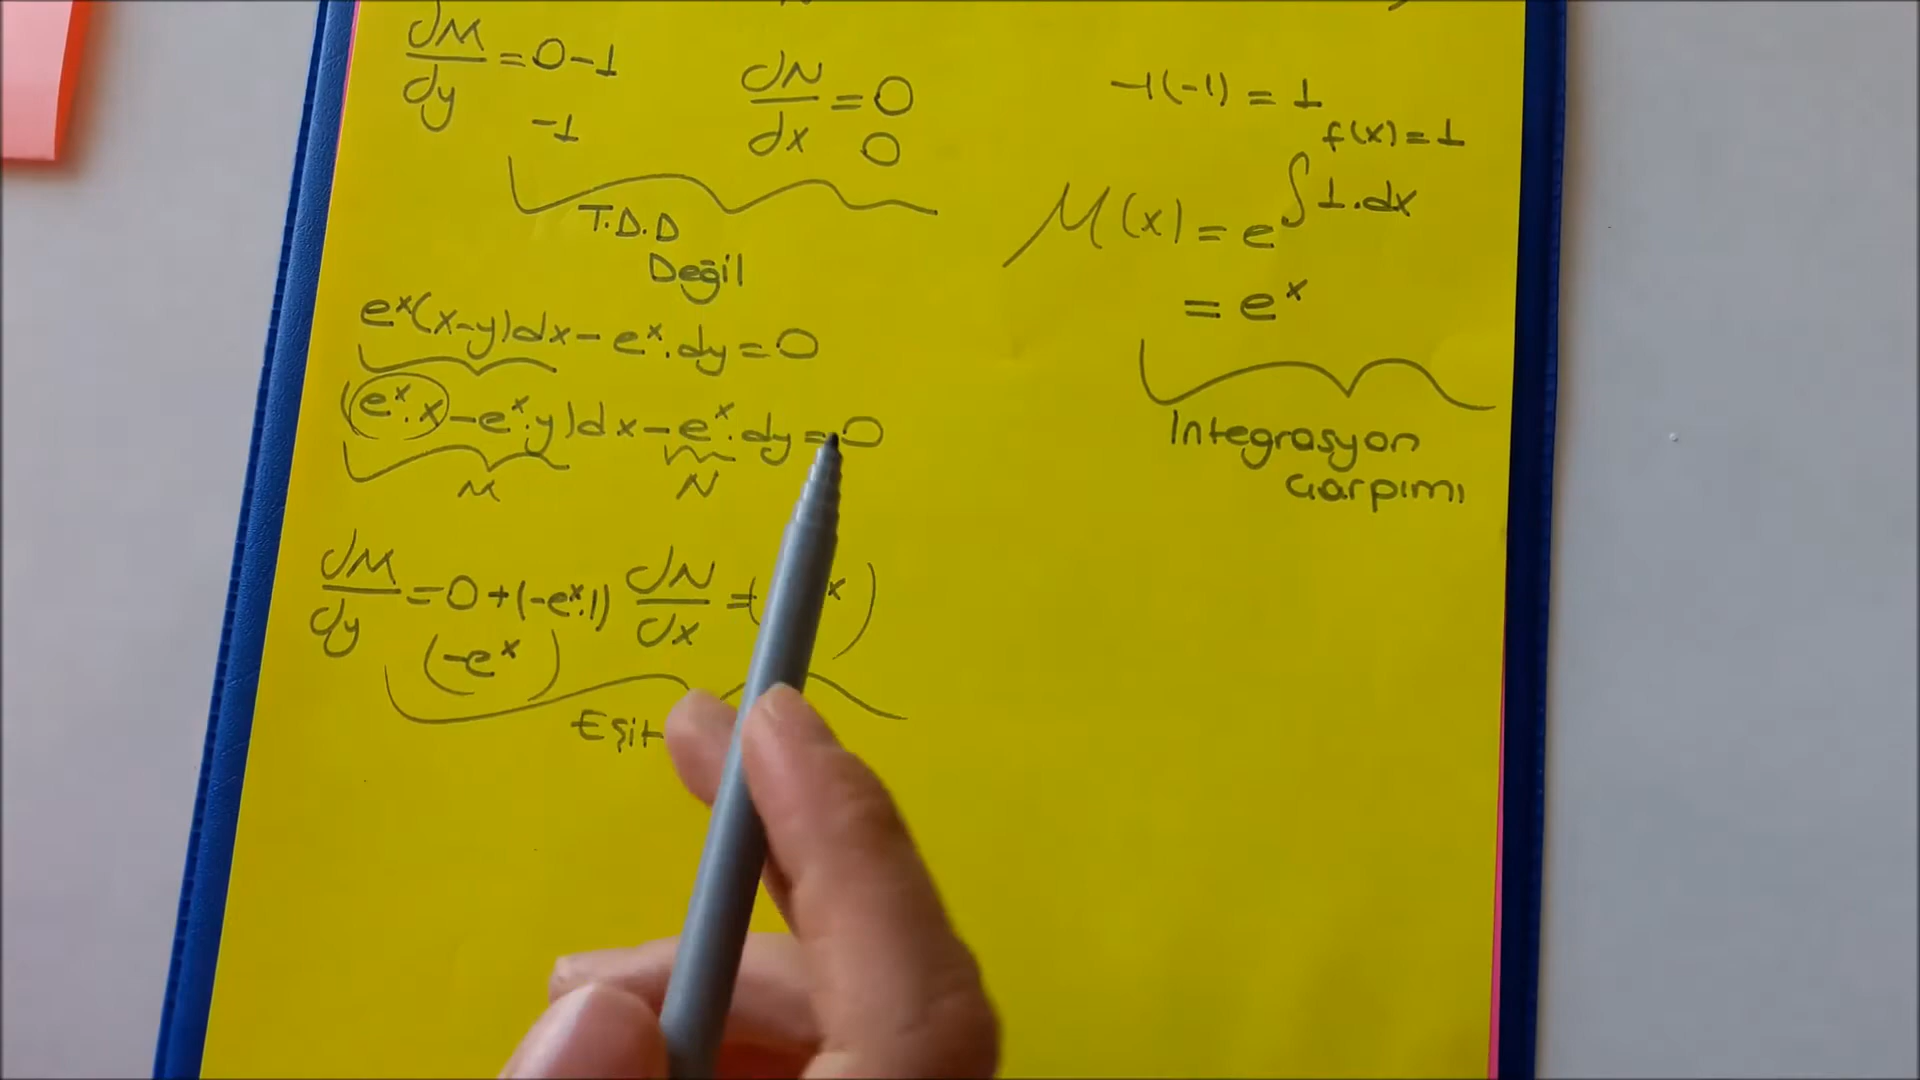 dM/dy = 0 - 1
-1
dN/dx = 0
0
T.D.D
Değil
e^x(x-y)dx - e^x.dy = 0
(e^x.x - e^x.y)dx - e^x.dy = 0
M N
dM/dy = 0 + (-e^x.1) dN/dx = ( x)
(-e^x)
Eşit
-1(-1) = 1
f(x) = 1
M(x) = e^∫1.dx
= e^x
Integrasyon
Çarpımı